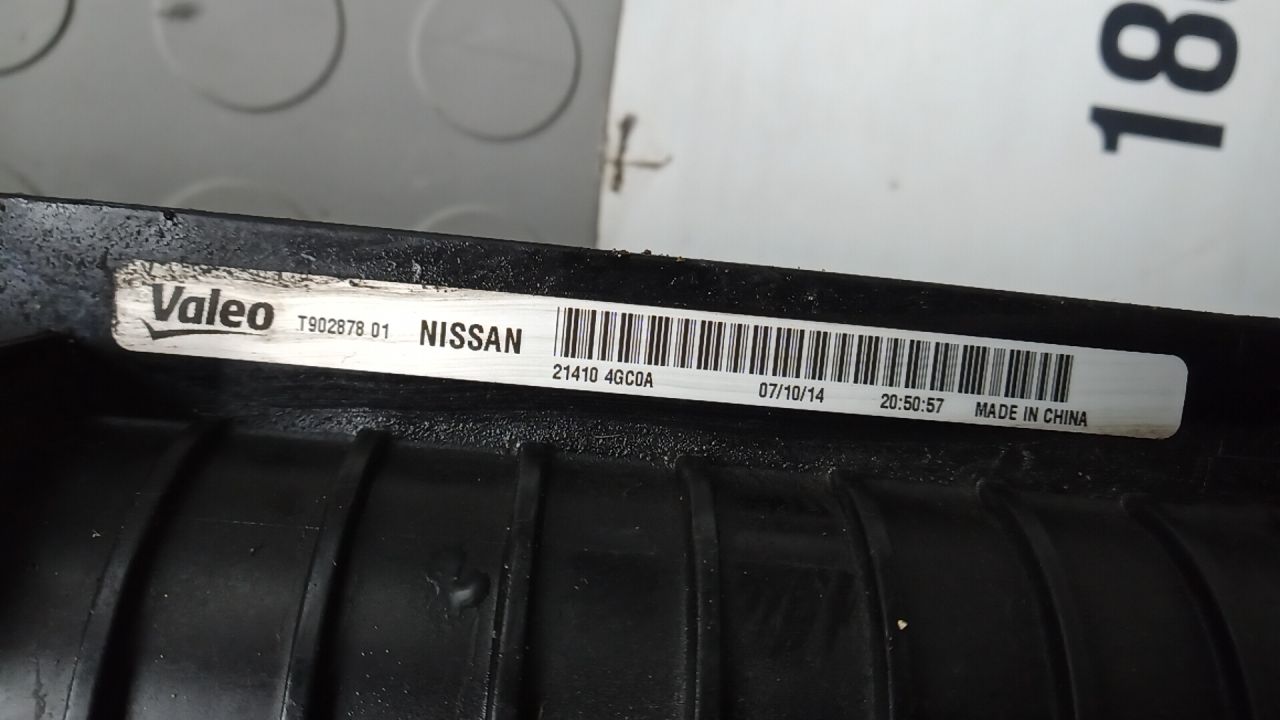 Valeo T902878 01 NISSAN
21410 4GC0A 07/10/14 20:50:57 MADE IN CHINA
18